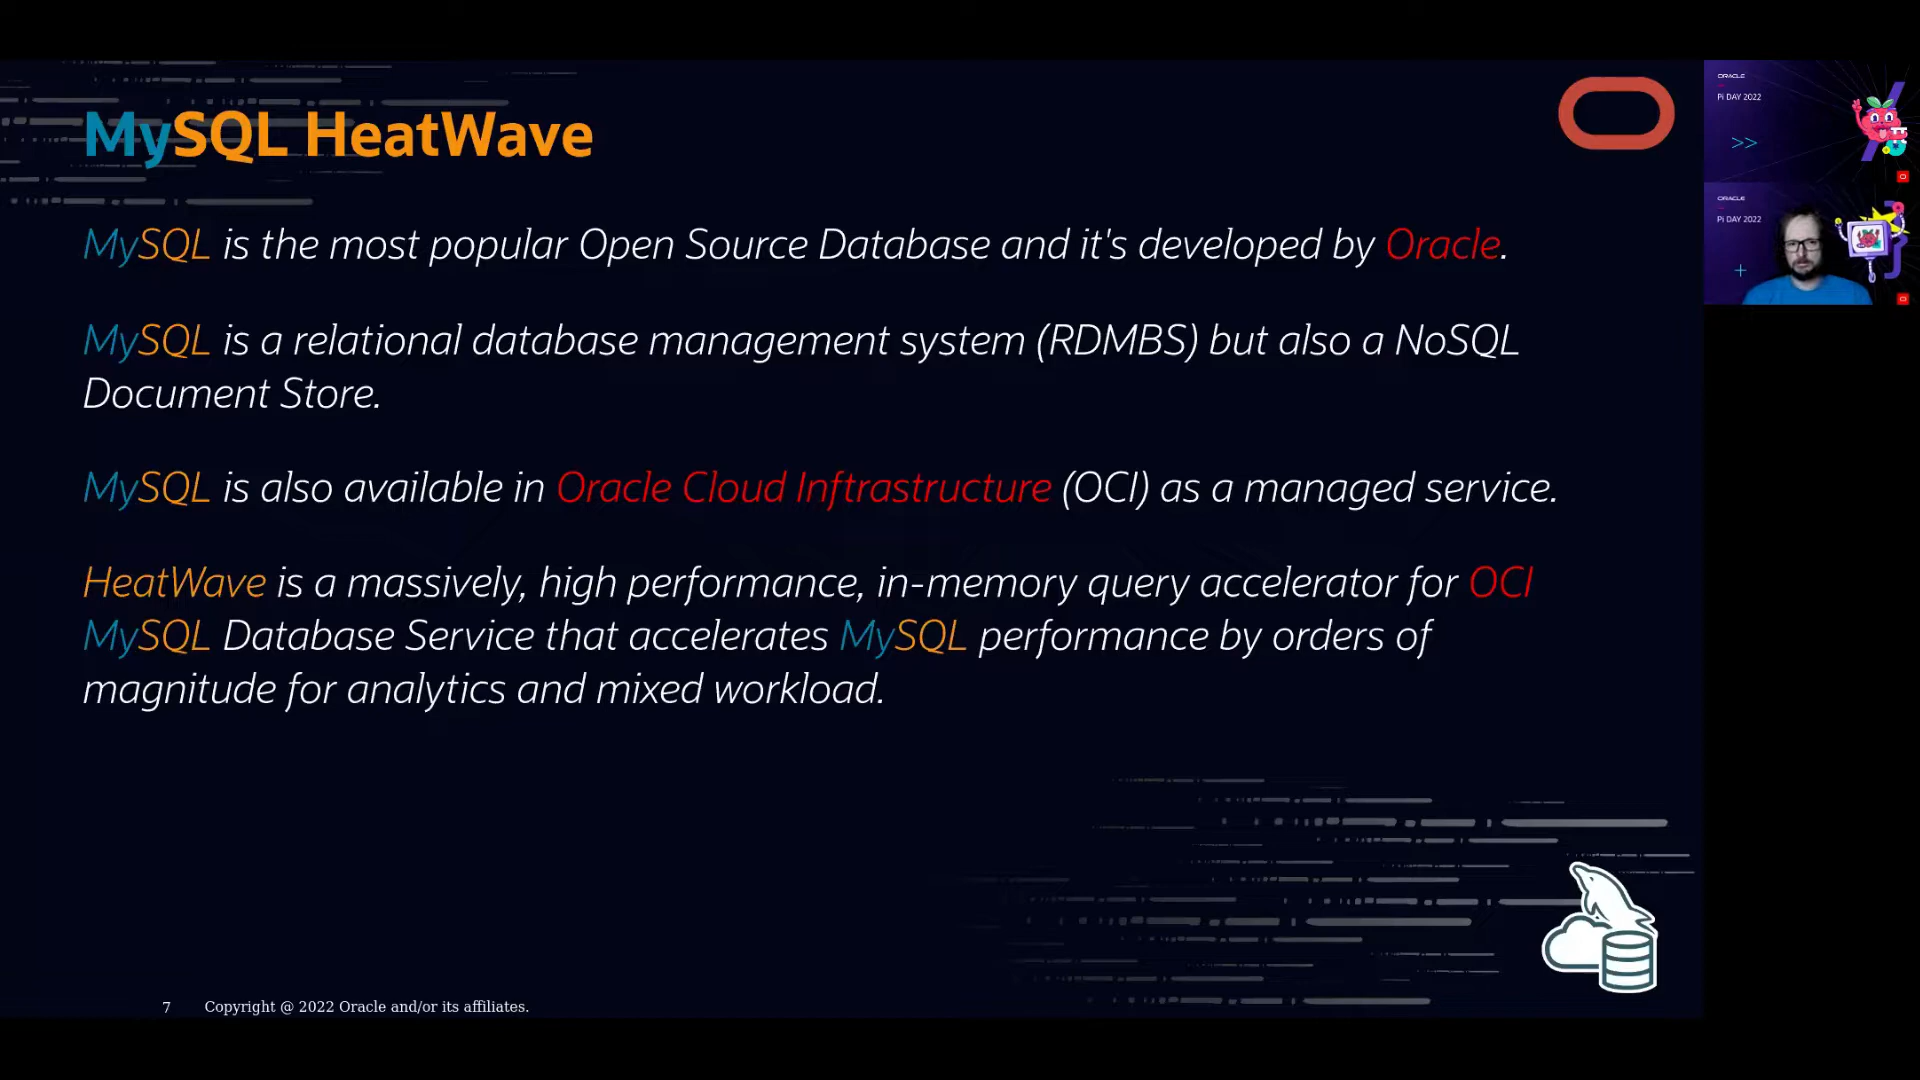 MySQL HeatWave
MySQL is the most popular Open Source Database and it's developed by Oracle.
MySQL is a relational database management system (RDMBS) but also a NoSQL
Document Store.
MySQL is also available in Oracle Cloud Inftrastructure (OCI) as a managed service.
HeatWave is a massively, high performance, in-memory query accelerator for OCI
MySQL Database Service that accelerates MySQL performance by orders of
magnitude for analytics and mixed workload.
7 Copyright @ 2022 Oracle and/or its affiliates.
ORACLE
Pi DAY 2022
>>
ORACLE
Pi DAY 2022
+